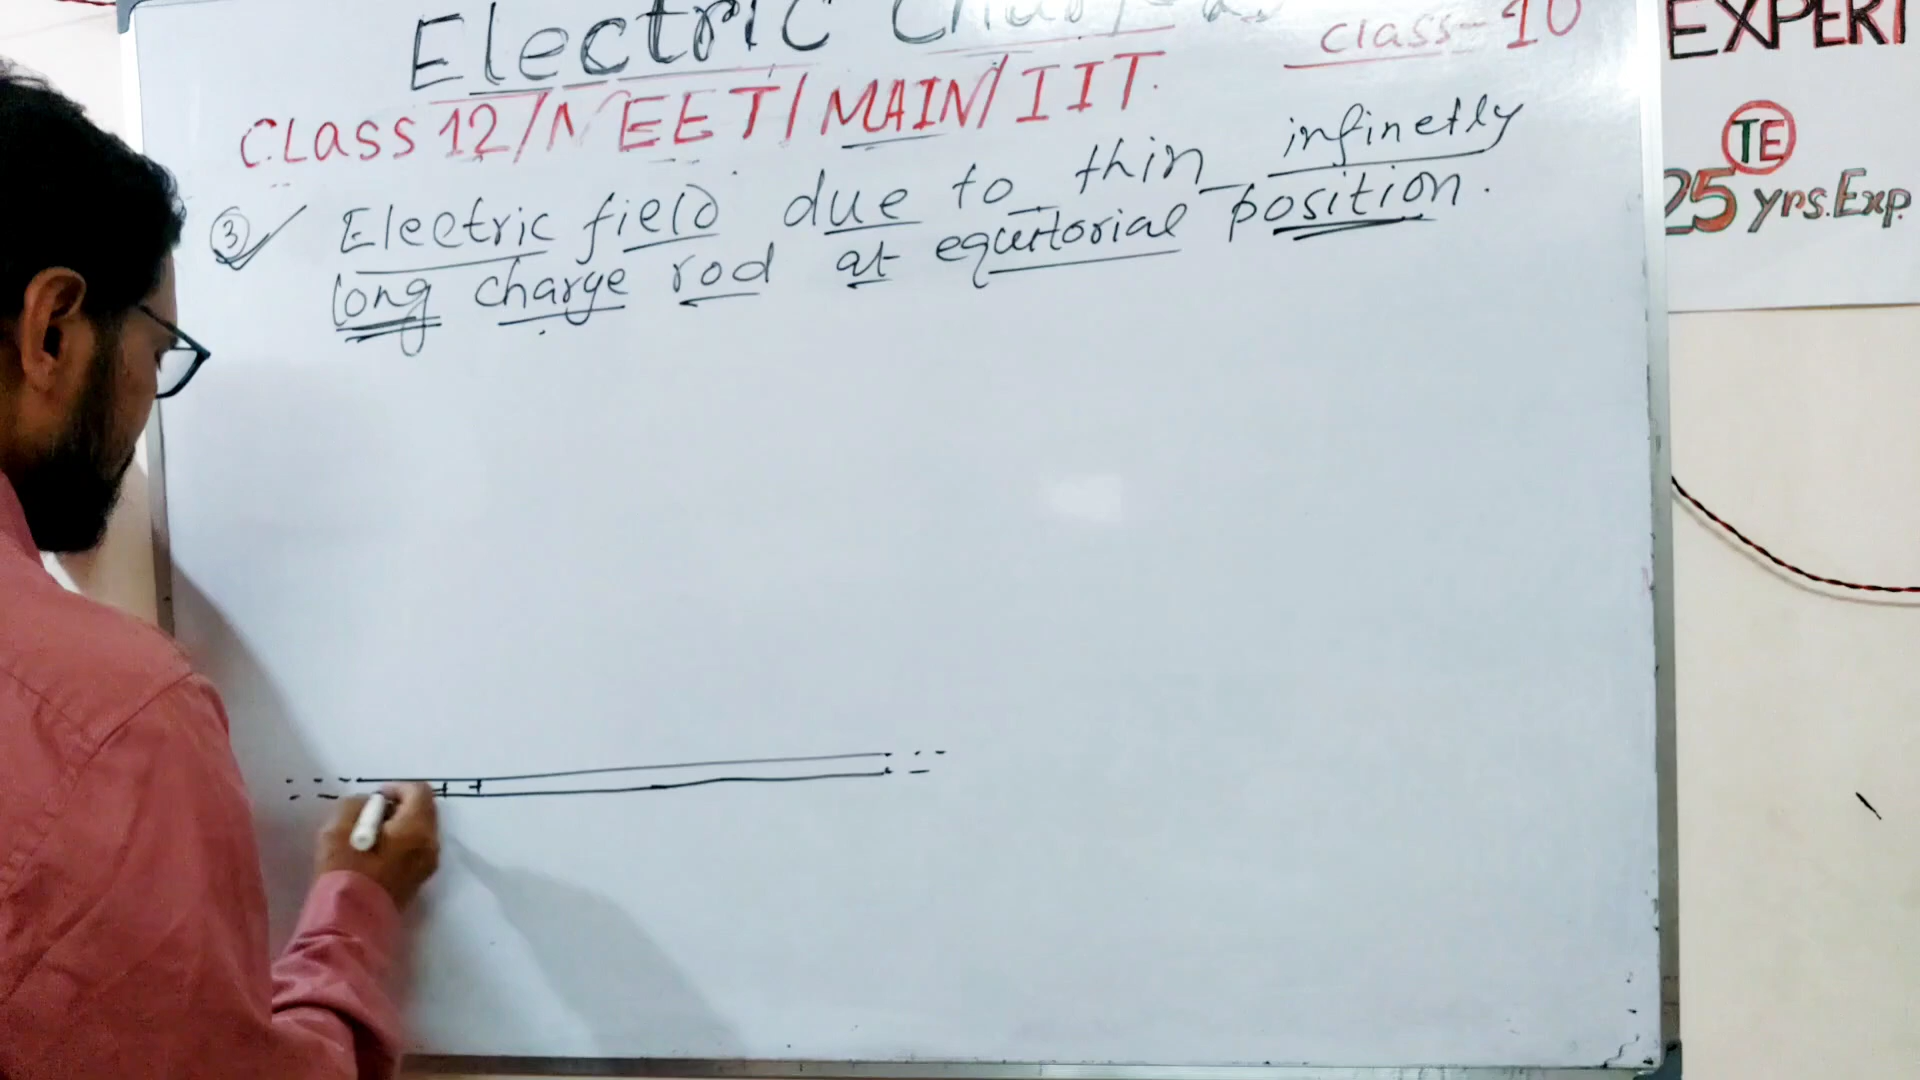 Electric
class-10
CLASS 12/NEET/MAIN/IIT.
③ Electric field due to thin infinetly
long charge rod at equitorial position.
EXPERT
TE
25 yrs.Exp.